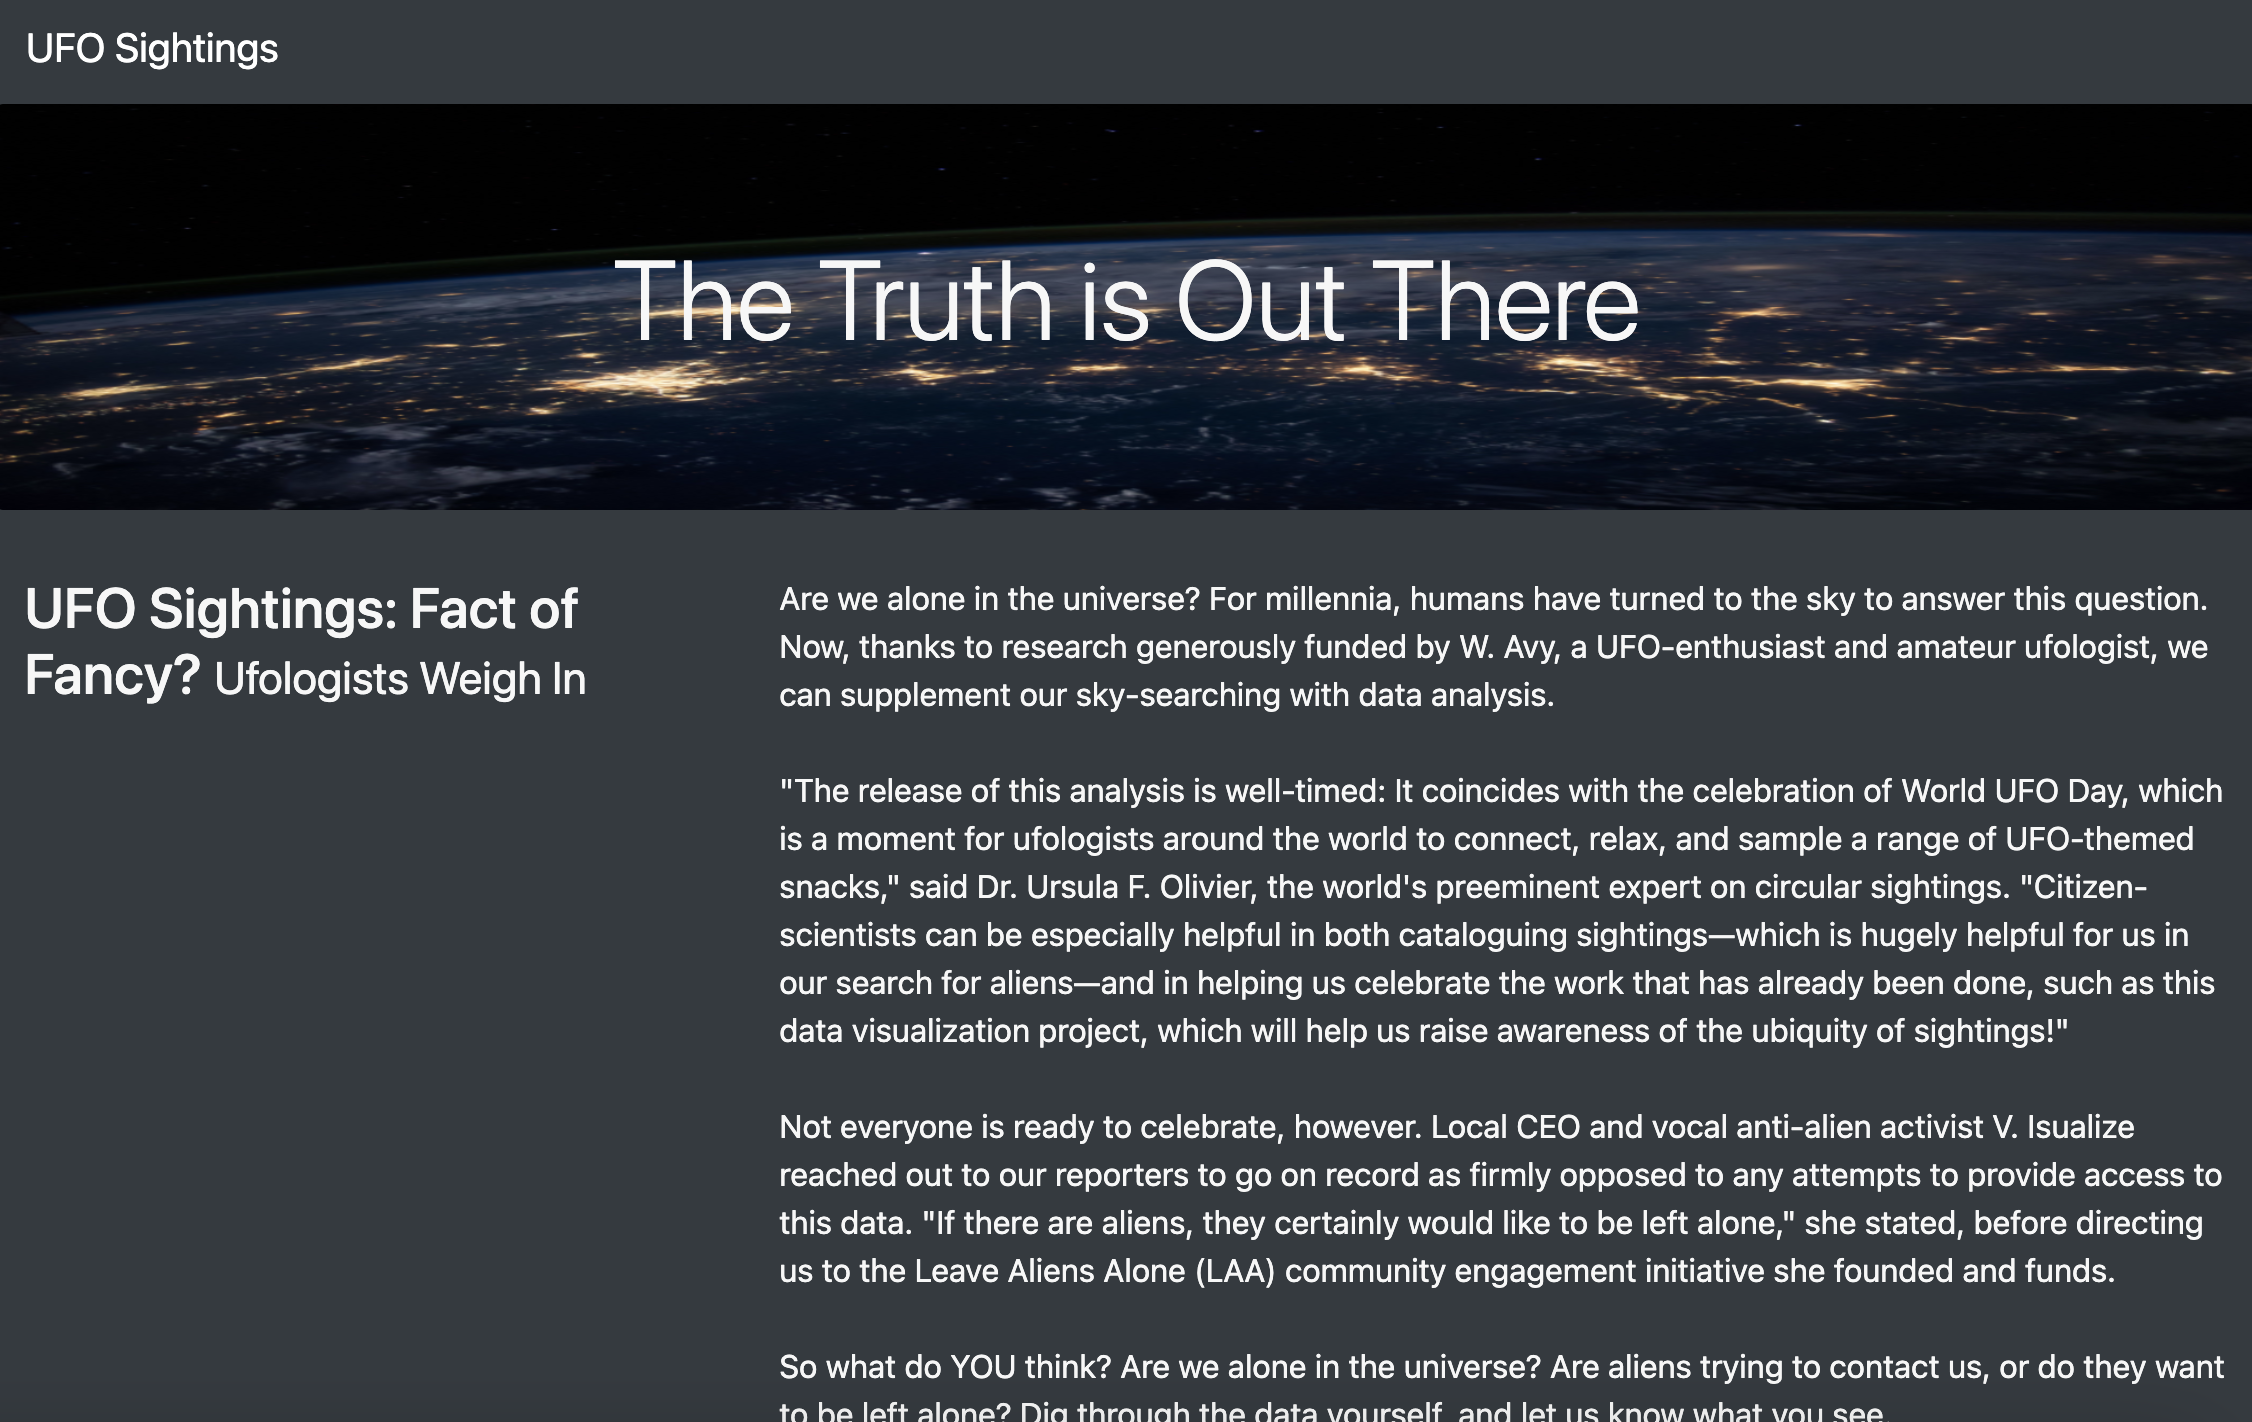 UFO Sightings
The Truth is Out There
UFO Sightings: Fact of
Fancy? Ufologists Weigh In
Are we alone in the universe? For millennia, humans have turned to the sky to answer this question.
Now, thanks to research generously funded by W. Avy, a UFO-enthusiast and amateur ufologist, we
can supplement our sky-searching with data analysis.
"The release of this analysis is well-timed: It coincides with the celebration of World UFO Day, which
is a moment for ufologists around the world to connect, relax, and sample a range of UFO-themed
snacks," said Dr. Ursula F. Olivier, the world's preeminent expert on circular sightings. "Citizen-
scientists can be especially helpful in both cataloguing sightings—which is hugely helpful for us in
our search for aliens—and in helping us celebrate the work that has already been done, such as this
data visualization project, which will help us raise awareness of the ubiquity of sightings!"
Not everyone is ready to celebrate, however. Local CEO and vocal anti-alien activist V. Isualize
reached out to our reporters to go on record as firmly opposed to any attempts to provide access to
this data. "If there are aliens, they certainly would like to be left alone," she stated, before directing
us to the Leave Aliens Alone (LAA) community engagement initiative she founded and funds.
So what do YOU think? Are we alone in the universe? Are aliens trying to contact us, or do they want
to be left alone? Dig through the data yourself, and let us know what you see.